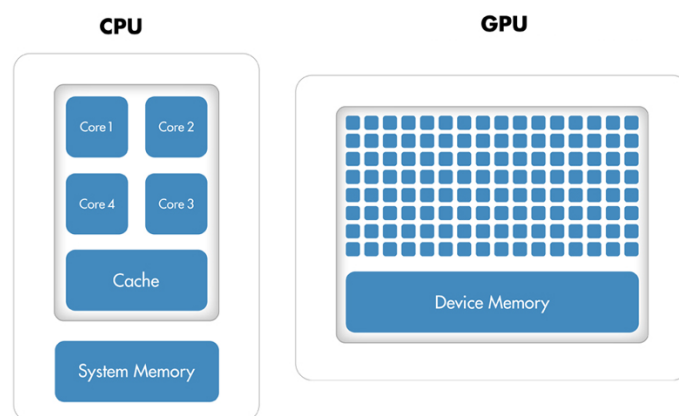 CPU
GPU
Core 1
Core 2
Core 4
Core 3
Cache
System Memory
Device Memory